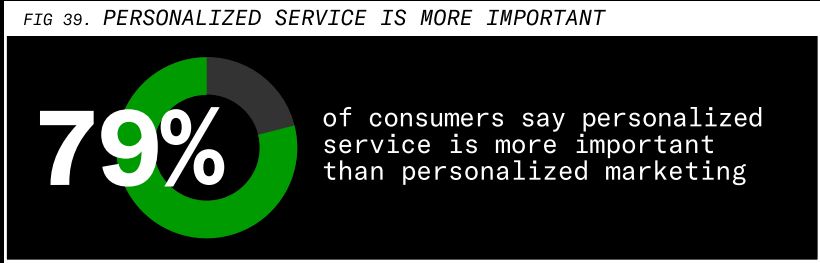 FIG 39. PERSONALIZED SERVICE IS MORE IMPORTANT
79%
of consumers say personalized
service is more important
than personalized marketing